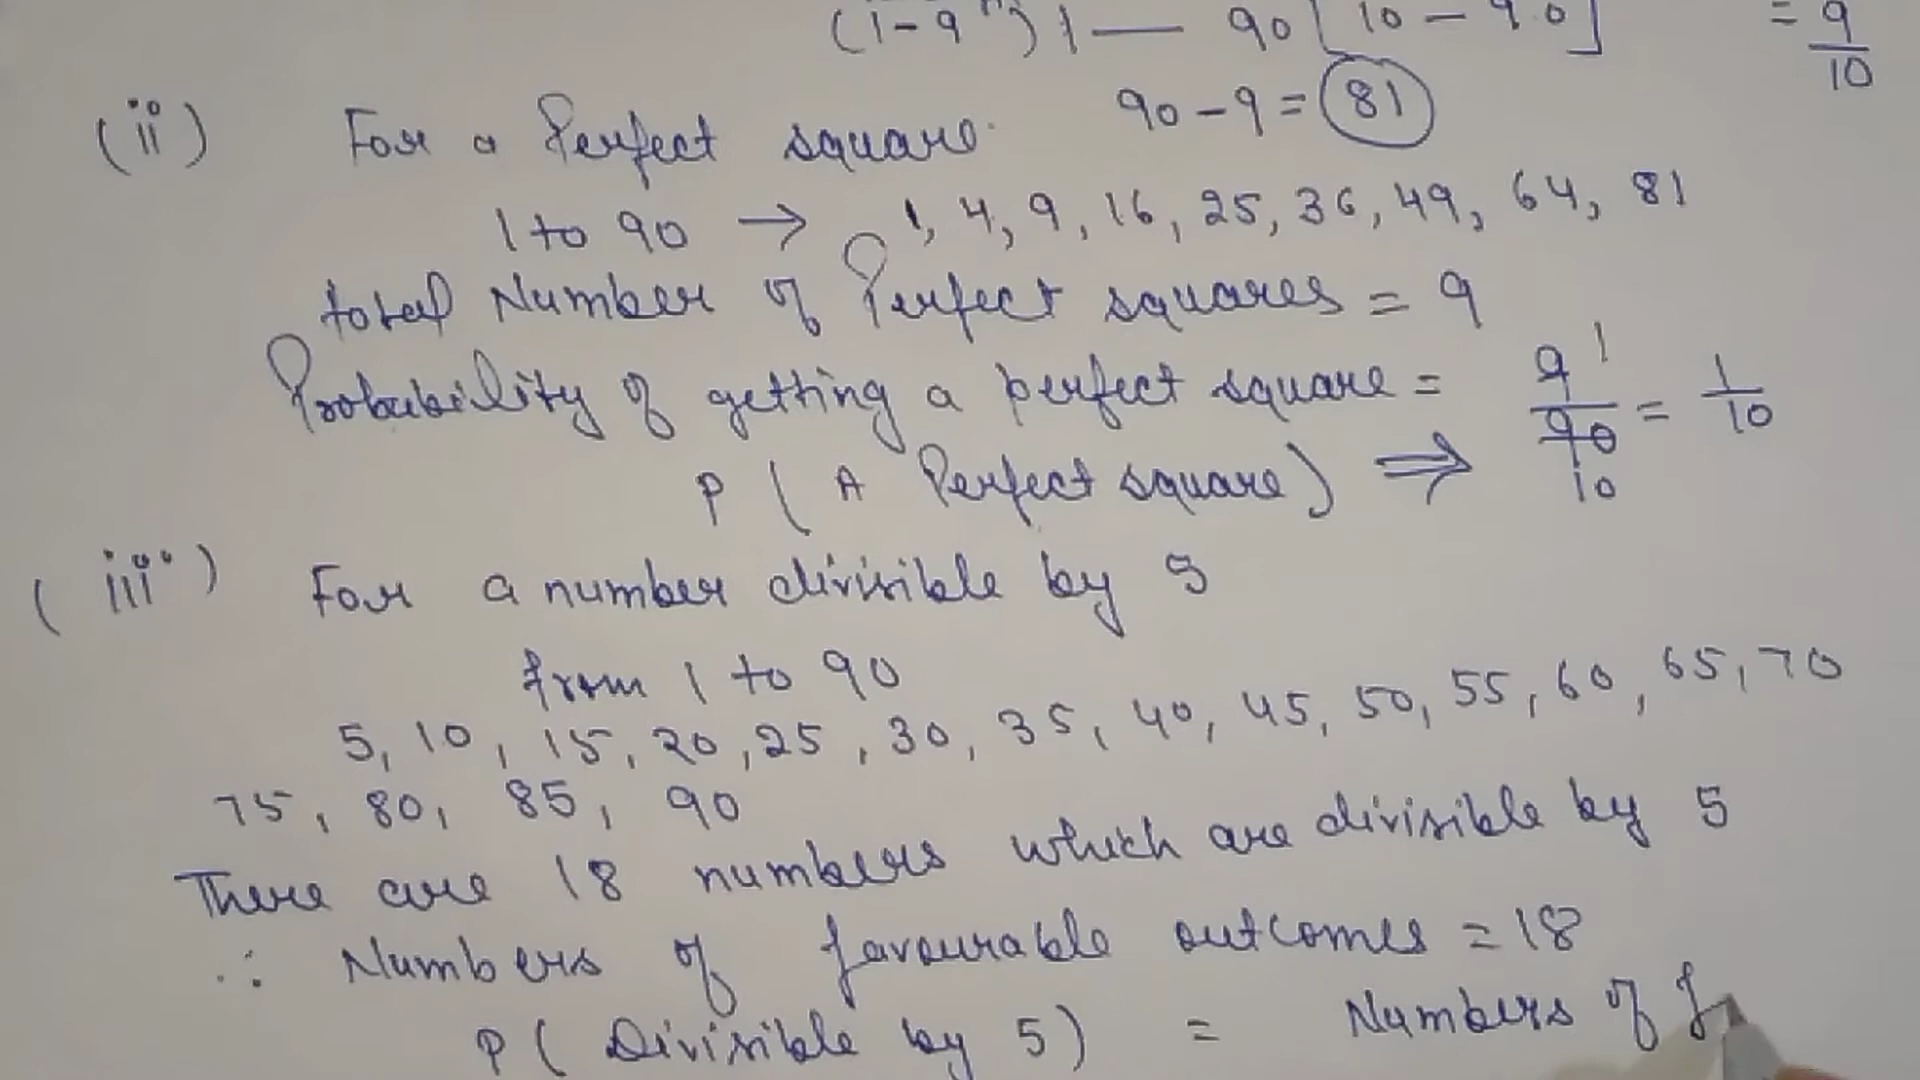 (1-9) 1 — 90 [10 - 90] = 9/10
90 - 9 = 81
(ii) For a Perfect square.
1 to 90 → 1, 4, 9, 16, 25, 36, 49, 64, 81
total Number of Perfect squares = 9
Probability of getting a perfect square = 9/90 = 1/10
1
10
P (A Perfect square) ⇒
(iii) For a number divisible by 5
from 1 to 90
5, 10, 15, 20, 25, 30, 35, 40, 45, 50, 55, 60, 65, 70
75, 80, 85, 90
There are 18 numbers which are divisible by 5
∴ Numbers of favourable outcomes = 18
P (Divisible by 5) = Numbers of f